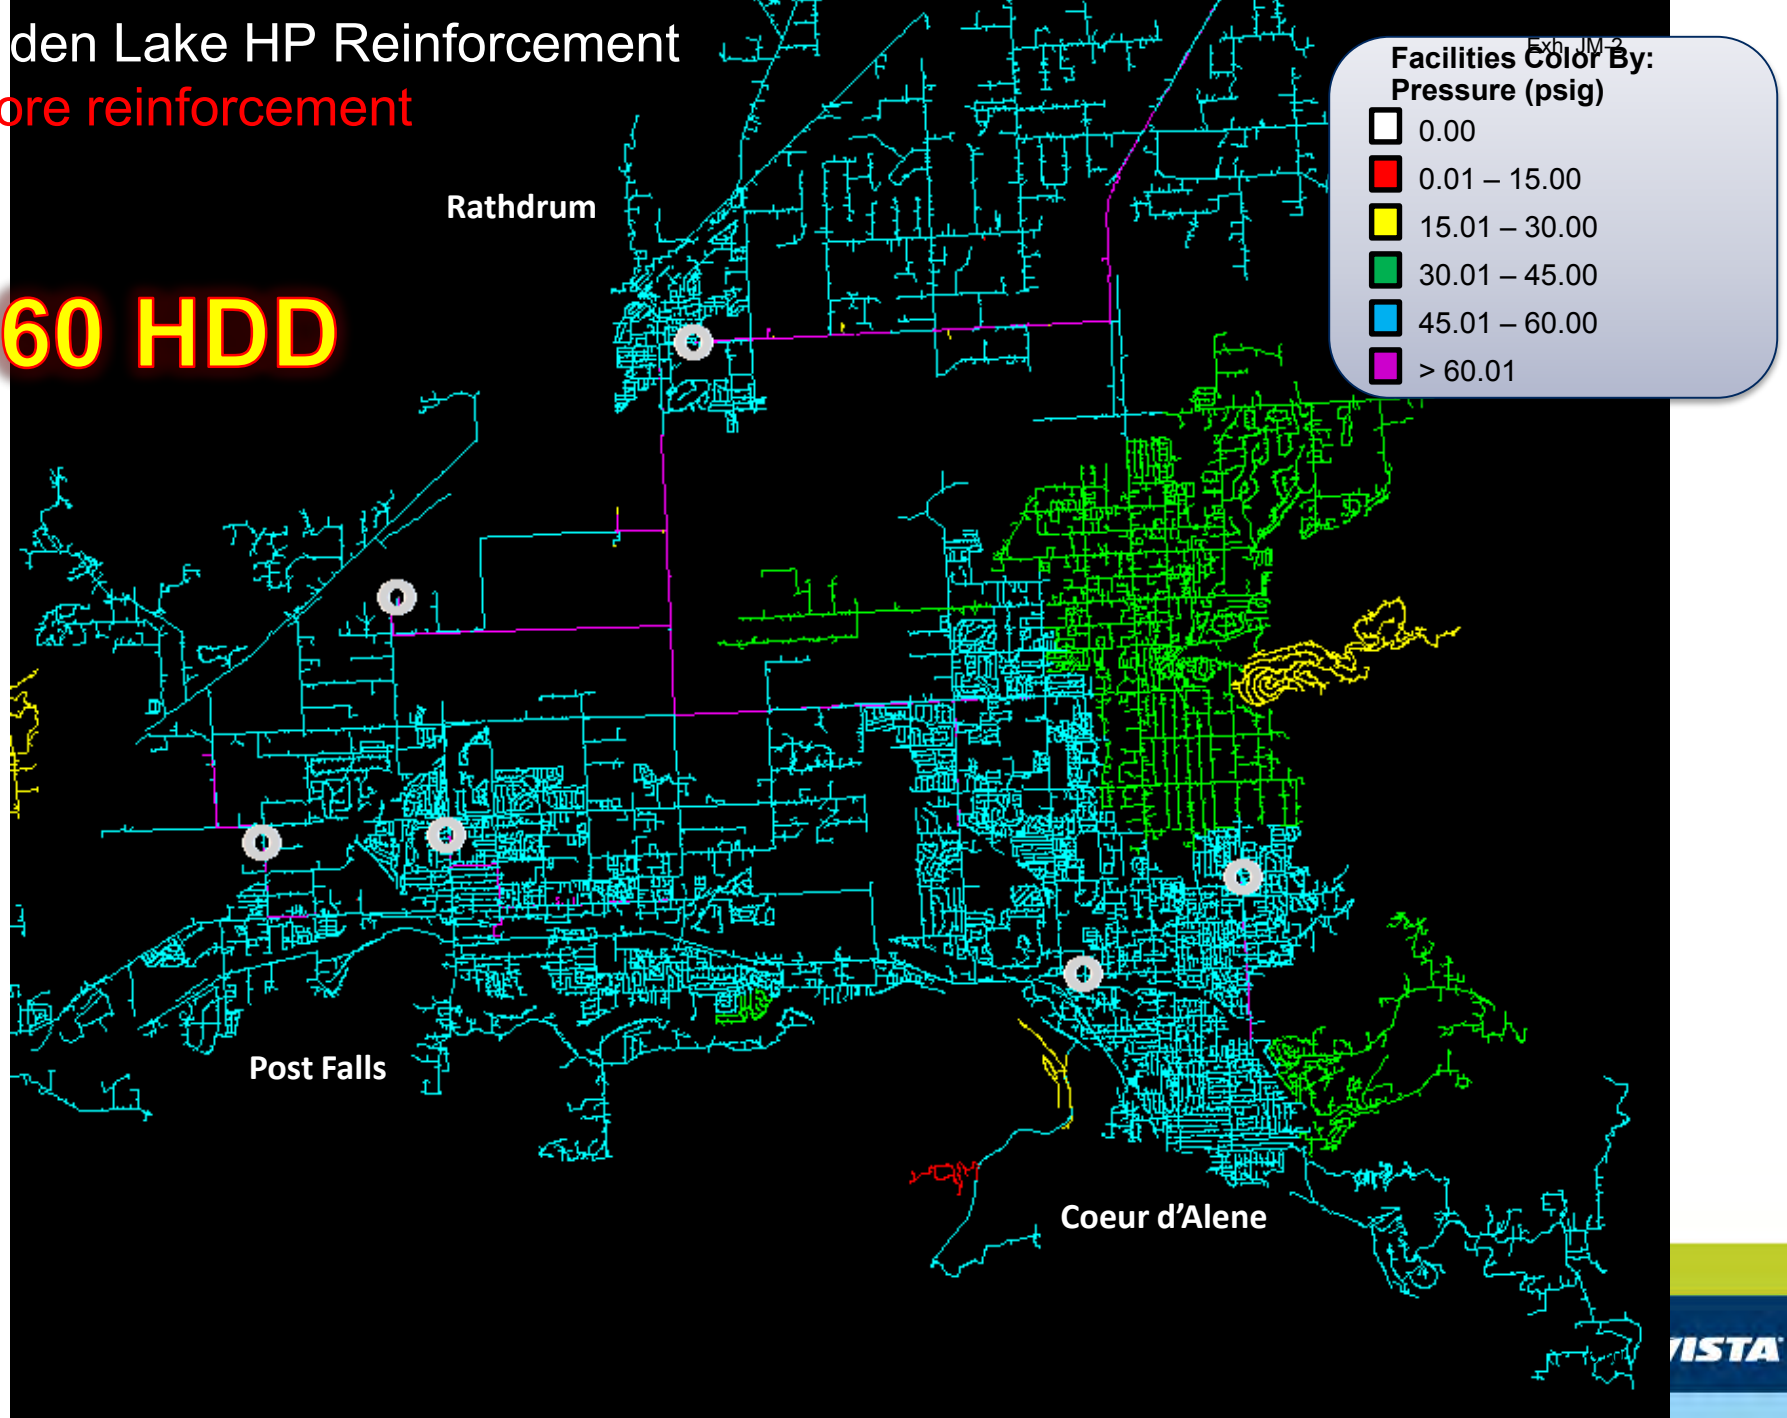 den Lake HP Reinforcement
ore reinforcement
Exh. JM-2
Facilities Color By:
Pressure (psig)
0.00
0.01 – 15.00
15.01 – 30.00
30.01 – 45.00
45.01 – 60.00
> 60.01
Rathdrum
60 HDD
Post Falls
Coeur d’Alene
VISTA